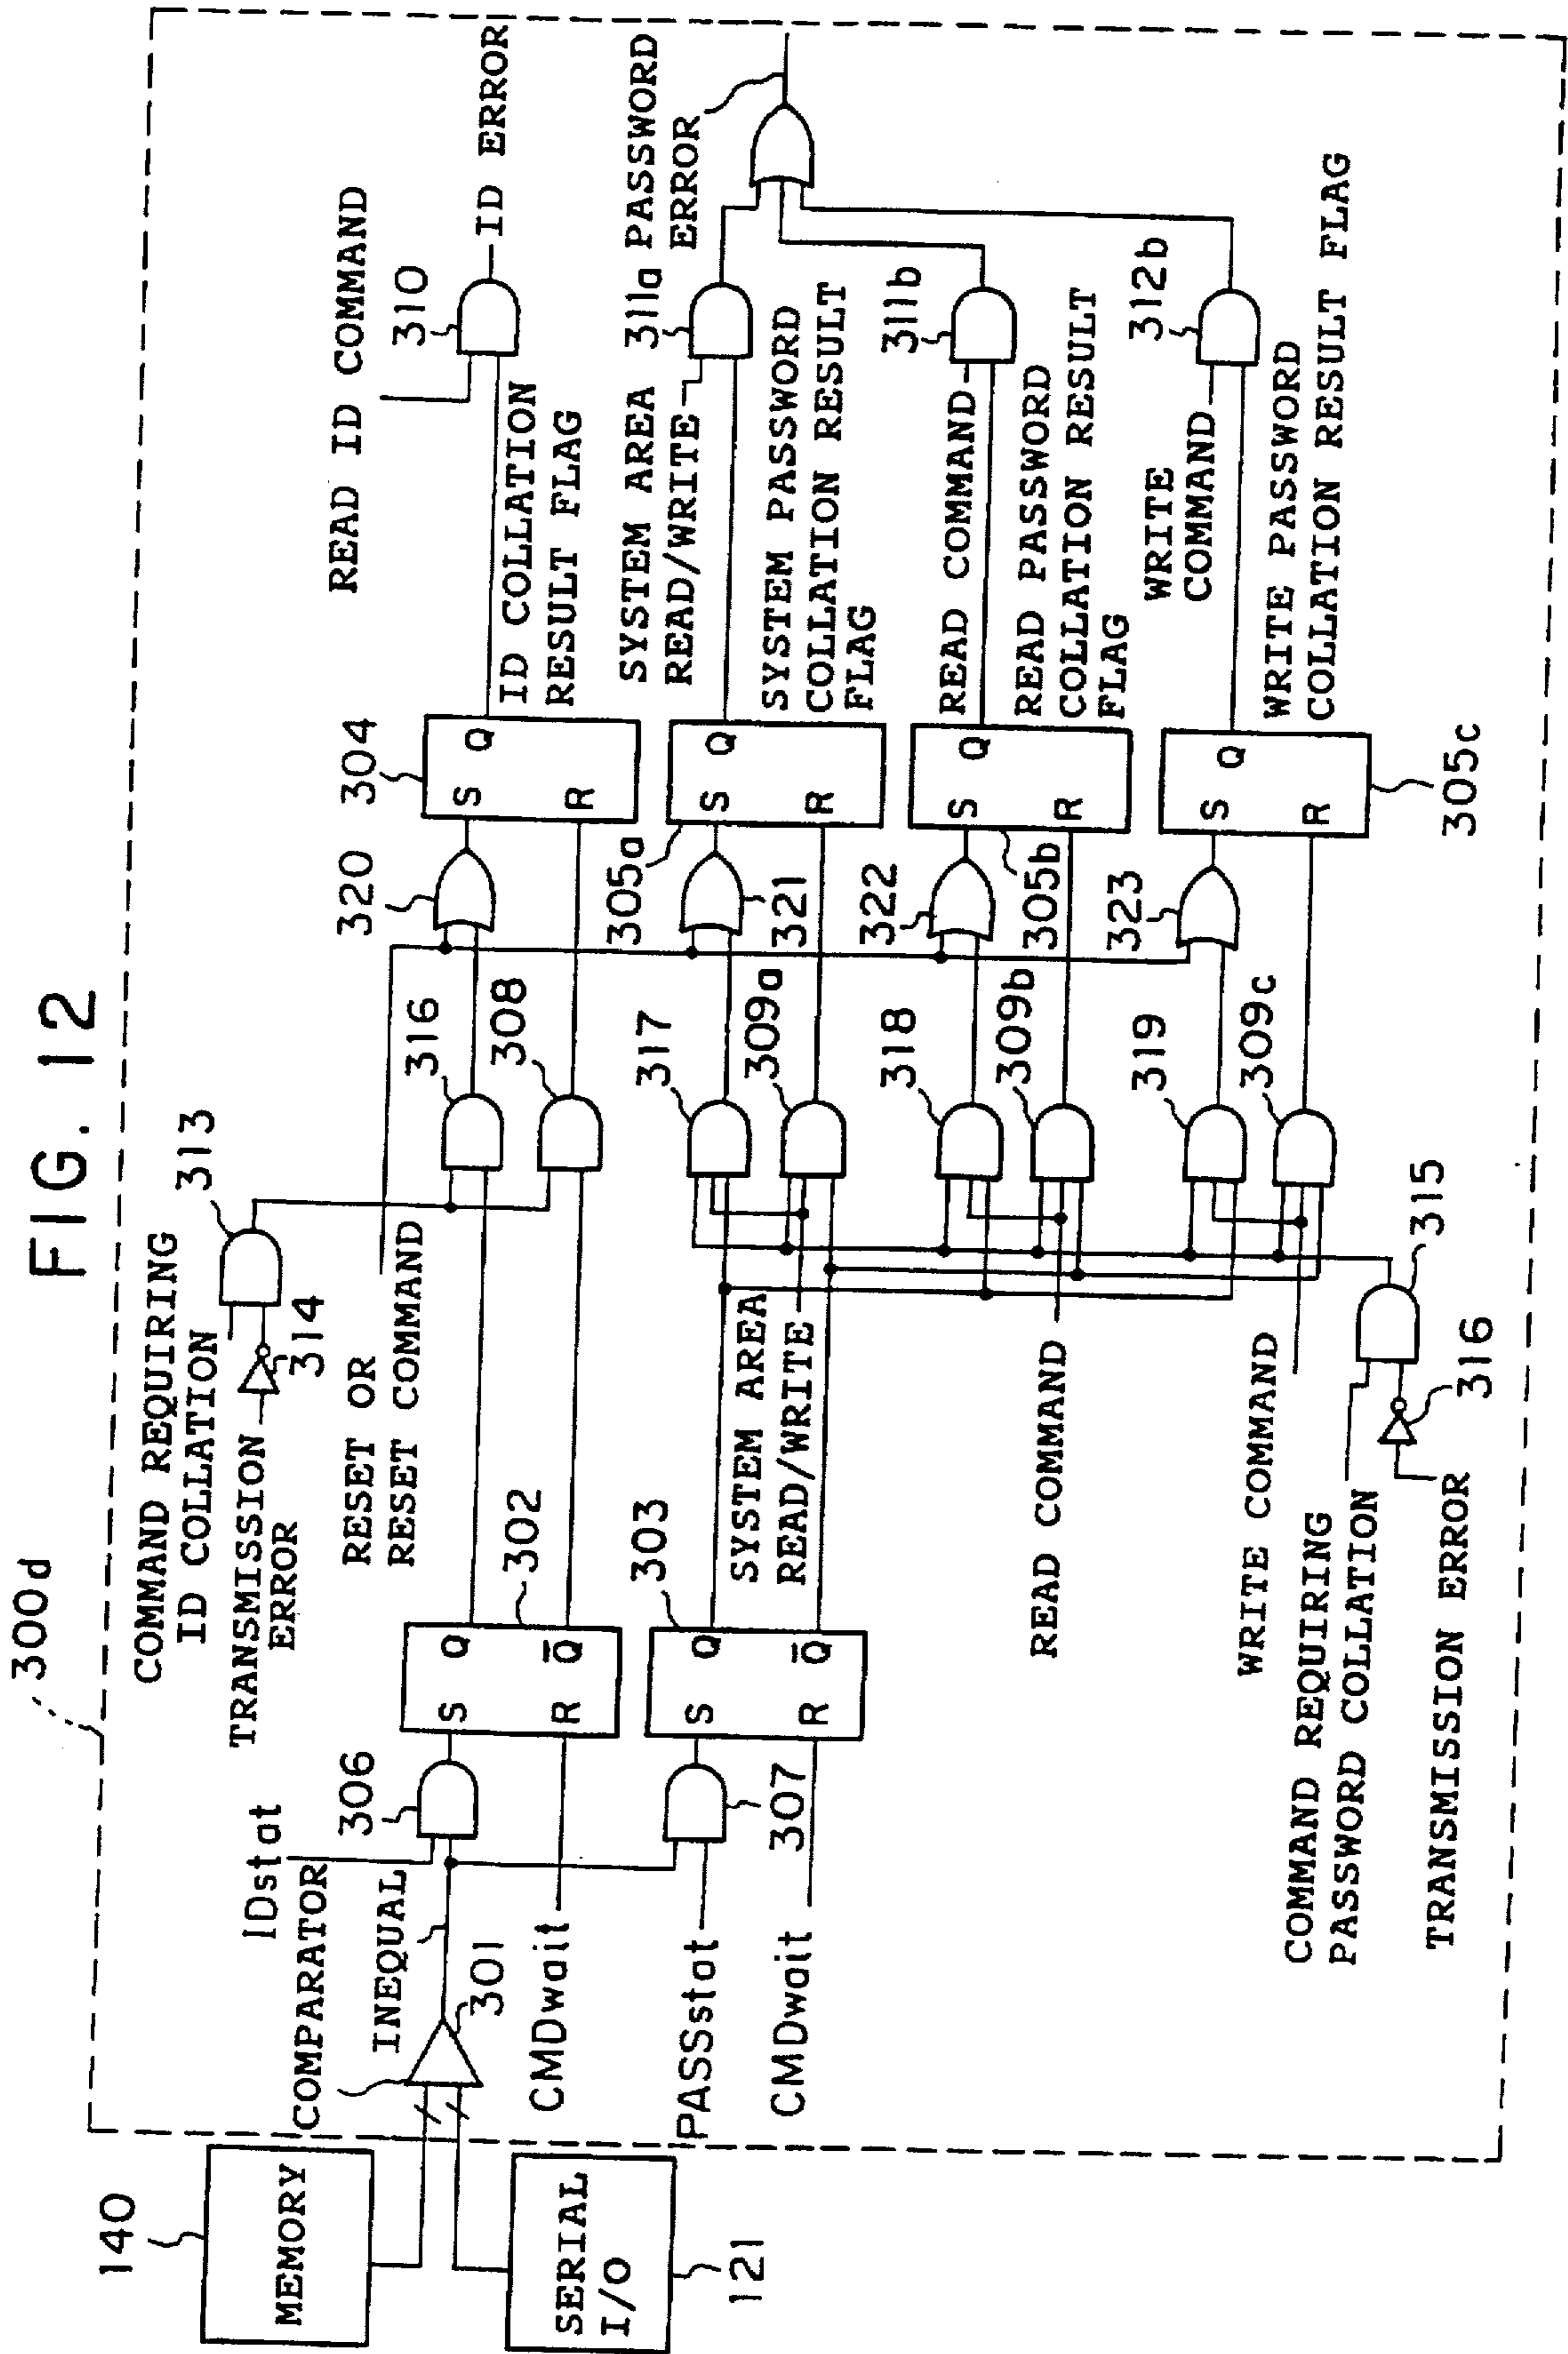 FIG. 12
300d
140
MEMORY
SERIAL
I/O
121
COMPARATOR
INEQUAL
301
IDstat
306
CMDwait
PASSstat
307
CMDwait
S
Q
R
Q̄
302
303
S
Q
R
Q̄
COMMAND REQUIRING
ID COLLATION
TRANSMISSION
ERROR
313
314
RESET OR
RESET COMMAND
SYSTEM AREA
READ/WRITE
READ COMMAND
WRITE COMMAND
COMMAND REQUIRING
PASSWORD COLLATION
TRANSMISSION ERROR
315
316
316
308
317
309a
318
309b
319
309c
320
321
322
323
304
S
Q
R
305a
S
Q
R
305b
S
Q
R
305c
S
Q
R
READ ID COMMAND
310
ID ERROR
ID COLLATION
RESULT FLAG
SYSTEM AREA
READ/WRITE
311a
PASSWORD
ERROR
SYSTEM PASSWORD
COLLATION RESULT
FLAG
READ COMMAND
311b
READ PASSWORD
COLLATION RESULT
FLAG
WRITE
COMMAND
312b
WRITE PASSWORD
COLLATION RESULT FLAG